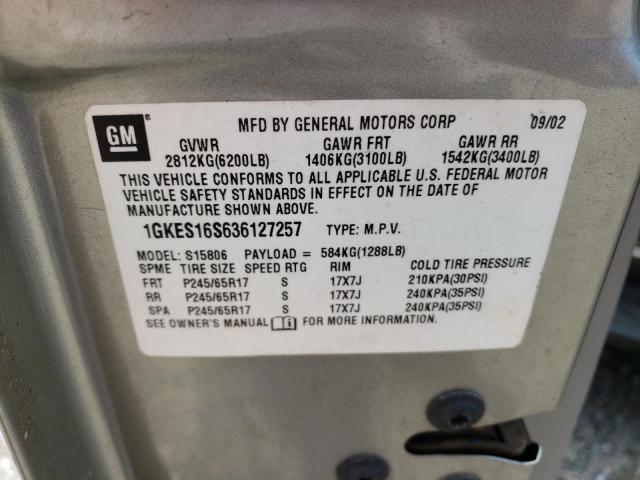 GM ®
MFD BY GENERAL MOTORS CORP 09/02
GVWR GAWR FRT GAWR RR
2812KG(6200LB) 1406KG(3100LB) 1542KG(3400LB)
THIS VEHICLE CONFORMS TO ALL APPLICABLE U.S. FEDERAL MOTOR
VEHICLE SAFETY STANDARDS IN EFFECT ON THE DATE OF
MANUFACTURE SHOWN ABOVE.
1GKES16S636127257 TYPE: M.P.V.
MODEL: S15806 PAYLOAD = 584KG(1288LB)
SPME TIRE SIZE SPEED RTG RIM COLD TIRE PRESSURE
FRT P245/65R17 S 17X7J 210KPA(30PSI)
RR P245/65R17 S 17X7J 240KPA(35PSI)
SPA P245/65R17 S 17X7J 240KPA(35PSI)
SEE OWNER'S MANUAL FOR MORE INFORMATION.